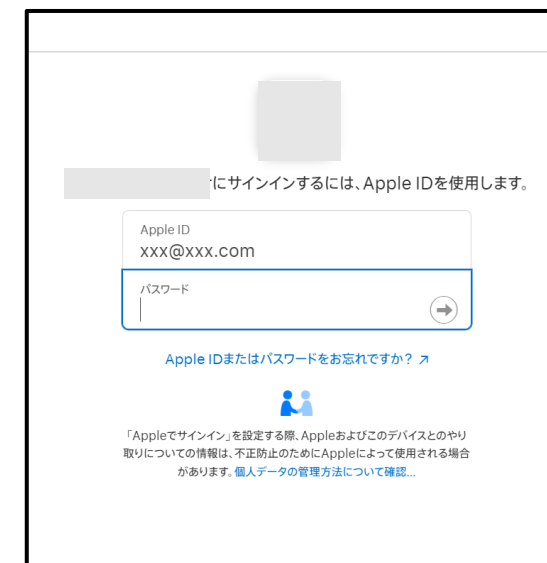 にサインインするには、Apple IDを使用します。
Apple ID
xxx@xxx.com
パスワード
Apple IDまたはパスワードをお忘れですか？ ↗
「Appleでサインイン」を設定する際、Appleおよびこのデバイスとのやり
取りについての情報は、不正防止のためにAppleによって使用される場合
があります。個人データの管理方法について確認...